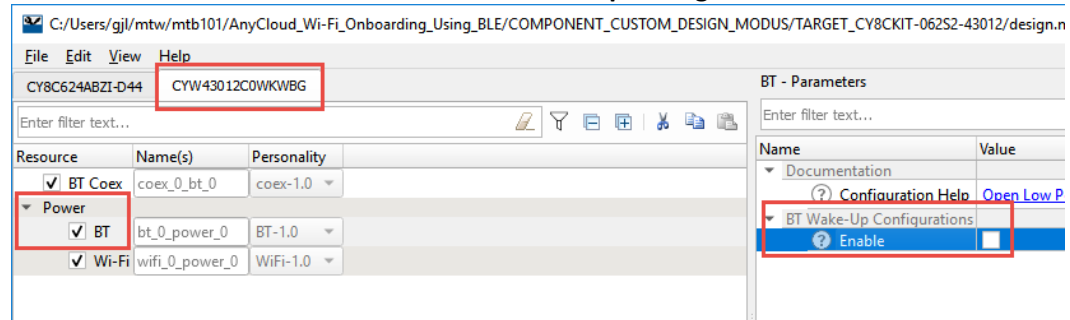 C:/Users/gjl/mtw/mtb101/AnyCloud_Wi-Fi_Onboarding_Using_BLE/COMPONENT_CUSTOM_DESIGN_MODUS/TARGET_CY8CKIT-062S2-43012/design.m
File Edit View Help
CY8C624ABZI-D44 CYW43012C0WKWBG
Enter filter text...
Resource Name(s) Personality
BT Coex coex_0_bt_0 coex-1.0
Power
BT bt_0_power_0 BT-1.0
Wi-Fi wifi_0_power_0 WiFi-1.0
BT - Parameters
Enter filter text...
Name Value
Documentation
Configuration Help Open Low P
BT Wake-Up Configurations
Enable